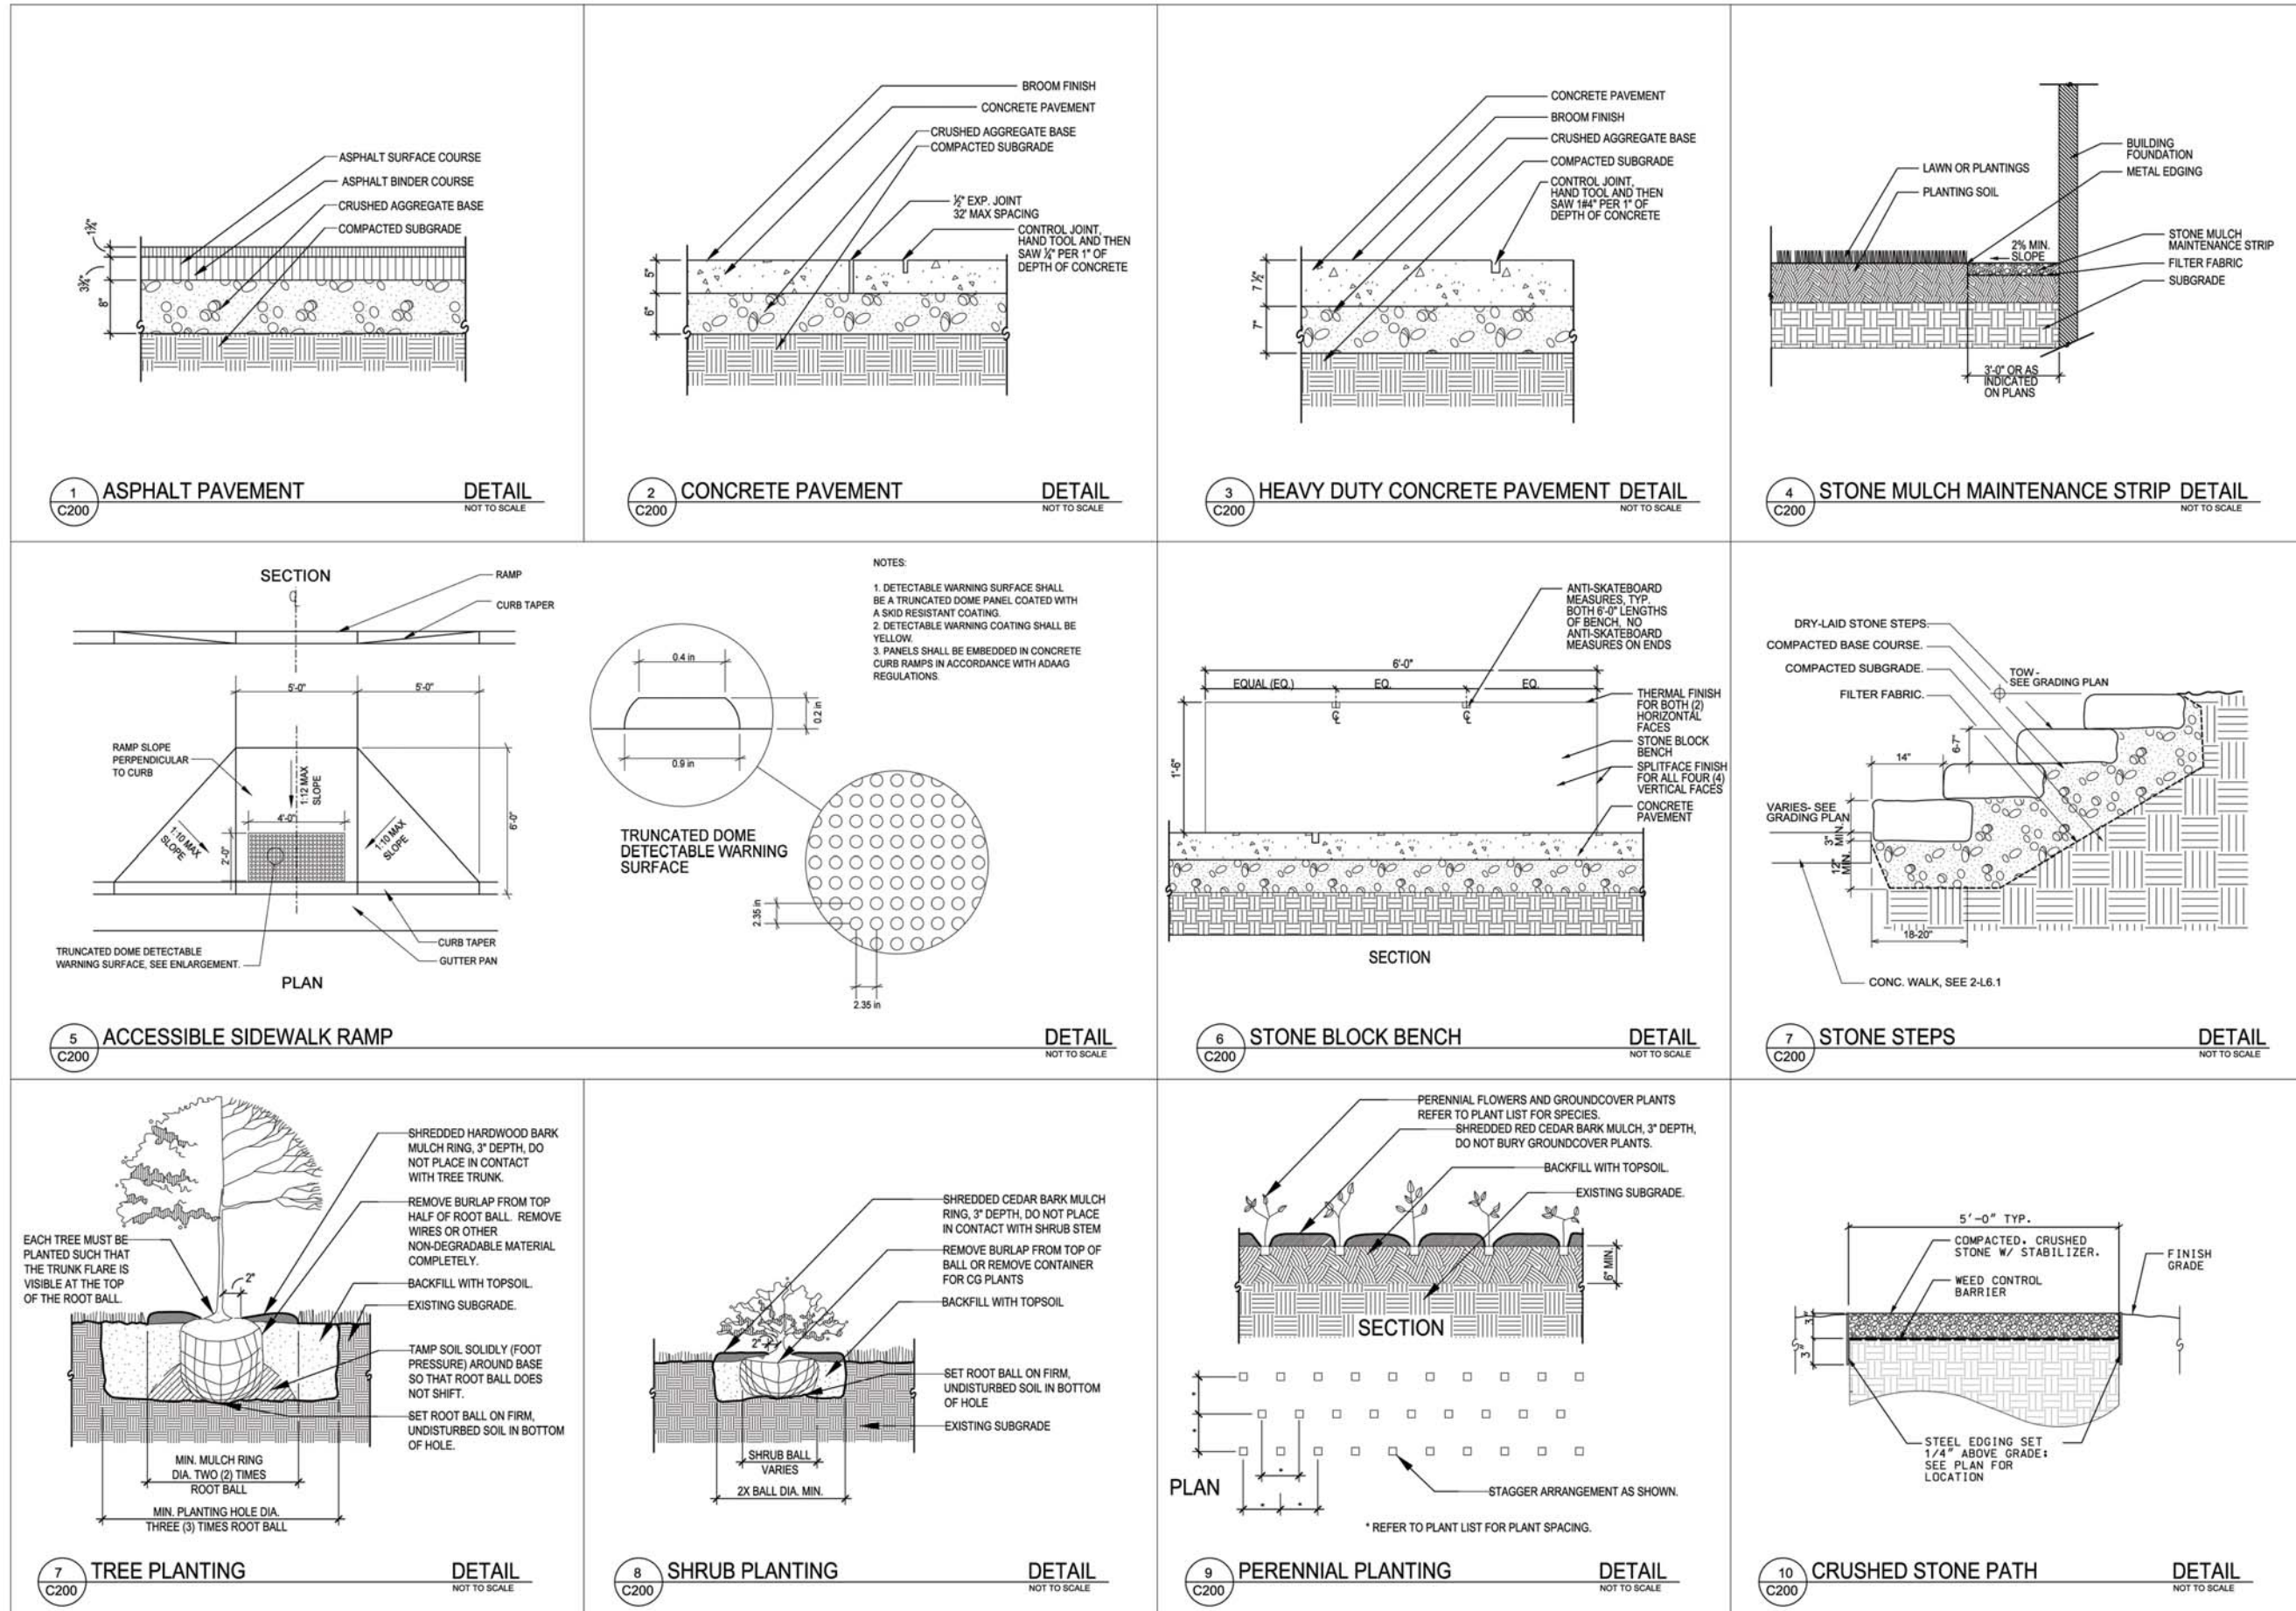 ASPHALT SURFACE COURSE
ASPHALT BINDER COURSE
CRUSHED AGGREGATE BASE
COMPACTED SUBGRADE
1¾"
3¾"
8"
1
C200
ASPHALT PAVEMENT
DETAIL
NOT TO SCALE
BROOM FINISH
CONCRETE PAVEMENT
CRUSHED AGGREGATE BASE
COMPACTED SUBGRADE
½" EXP. JOINT
32' MAX SPACING
CONTROL JOINT,
HAND TOOL AND THEN
SAW ¼" PER 1" OF
DEPTH OF CONCRETE
5"
6"
2
C200
CONCRETE PAVEMENT
DETAIL
NOT TO SCALE
CONCRETE PAVEMENT
BROOM FINISH
CRUSHED AGGREGATE BASE
COMPACTED SUBGRADE
CONTROL JOINT,
HAND TOOL AND THEN
SAW 1#4" PER 1" OF
DEPTH OF CONCRETE
7 ½"
7"
3
C200
HEAVY DUTY CONCRETE PAVEMENT
DETAIL
NOT TO SCALE
LAWN OR PLANTINGS
PLANTING SOIL
2% MIN.
SLOPE
BUILDING
FOUNDATION
METAL EDGING
STONE MULCH
MAINTENANCE STRIP
FILTER FABRIC
SUBGRADE
3'-0" OR AS
INDICATED
ON PLANS
4
C200
STONE MULCH MAINTENANCE STRIP
DETAIL
NOT TO SCALE
SECTION
RAMP
CURB TAPER
5'-0"
5'-0"
RAMP SLOPE
PERPENDICULAR
TO CURB
1:12 MAX
SLOPE
4'-0"
2'-0"
1:10 MAX
SLOPE
1:10 MAX
SLOPE
6'-0"
TRUNCATED DOME DETECTABLE
WARNING SURFACE, SEE ENLARGEMENT.
CURB TAPER
GUTTER PAN
PLAN
0.4 in
0.2 in
0.9 in
TRUNCATED DOME
DETECTABLE WARNING
SURFACE
2.35 in
2.35 in
NOTES:
1. DETECTABLE WARNING SURFACE SHALL
BE A TRUNCATED DOME PANEL COATED WITH
A SKID RESISTANT COATING.
2. DETECTABLE WARNING COATING SHALL BE
YELLOW.
3. PANELS SHALL BE EMBEDDED IN CONCRETE
CURB RAMPS IN ACCORDANCE WITH ADAAG
REGULATIONS.
5
C200
ACCESSIBLE SIDEWALK RAMP
DETAIL
NOT TO SCALE
ANTI-SKATEBOARD
MEASURES, TYP.
BOTH 6'-0" LENGTHS
OF BENCH, NO
ANTI-SKATEBOARD
MEASURES ON ENDS
6'-0"
EQUAL (EQ.)
EQ.
EQ.
1'-6"
THERMAL FINISH
FOR BOTH (2)
HORIZONTAL
FACES
STONE BLOCK
BENCH
SPLITFACE FINISH
FOR ALL FOUR (4)
VERTICAL FACES
CONCRETE
PAVEMENT
SECTION
6
C200
STONE BLOCK BENCH
DETAIL
NOT TO SCALE
DRY-LAID STONE STEPS.
COMPACTED BASE COURSE.
COMPACTED SUBGRADE.
FILTER FABRIC.
TOW -
SEE GRADING PLAN
6-7"
14"
VARIES- SEE
GRADING PLAN
3"
MIN.
12"
MIN.
18-20"
CONC. WALK, SEE 2-L6.1
7
C200
STONE STEPS
DETAIL
NOT TO SCALE
EACH TREE MUST BE
PLANTED SUCH THAT
THE TRUNK FLARE IS
VISIBLE AT THE TOP
OF THE ROOT BALL.
2"
SHREDDED HARDWOOD BARK
MULCH RING, 3" DEPTH, DO
NOT PLACE IN CONTACT
WITH TREE TRUNK.
REMOVE BURLAP FROM TOP
HALF OF ROOT BALL. REMOVE
WIRES OR OTHER
NON-DEGRADABLE MATERIAL
COMPLETELY.
BACKFILL WITH TOPSOIL.
EXISTING SUBGRADE.
TAMP SOIL SOLIDLY (FOOT
PRESSURE) AROUND BASE
SO THAT ROOT BALL DOES
NOT SHIFT.
SET ROOT BALL ON FIRM,
UNDISTURBED SOIL IN BOTTOM
OF HOLE.
MIN. MULCH RING
DIA. TWO (2) TIMES
ROOT BALL
MIN. PLANTING HOLE DIA.
THREE (3) TIMES ROOT BALL
7
C200
TREE PLANTING
DETAIL
NOT TO SCALE
SHREDDED CEDAR BARK MULCH
RING, 3" DEPTH, DO NOT PLACE
IN CONTACT WITH SHRUB STEM
REMOVE BURLAP FROM TOP OF
BALL OR REMOVE CONTAINER
FOR CG PLANTS
BACKFILL WITH TOPSOIL
2"
SET ROOT BALL ON FIRM,
UNDISTURBED SOIL IN BOTTOM
OF HOLE
EXISTING SUBGRADE
SHRUB BALL
VARIES
2X BALL DIA. MIN.
8
C200
SHRUB PLANTING
DETAIL
NOT TO SCALE
PERENNIAL FLOWERS AND GROUNDCOVER PLANTS
REFER TO PLANT LIST FOR SPECIES.
SHREDDED RED CEDAR BARK MULCH, 3" DEPTH,
DO NOT BURY GROUNDCOVER PLANTS.
BACKFILL WITH TOPSOIL.
EXISTING SUBGRADE.
6" MIN.
SECTION
PLAN
STAGGER ARRANGEMENT AS SHOWN.
* REFER TO PLANT LIST FOR PLANT SPACING.
9
C200
PERENNIAL PLANTING
DETAIL
NOT TO SCALE
5'-0" TYP.
COMPACTED, CRUSHED
STONE W/ STABILIZER.
WEED CONTROL
BARRIER
FINISH
GRADE
3"
3"
STEEL EDGING SET
1/4" ABOVE GRADE;
SEE PLAN FOR
LOCATION
10
C200
CRUSHED STONE PATH
DETAIL
NOT TO SCALE